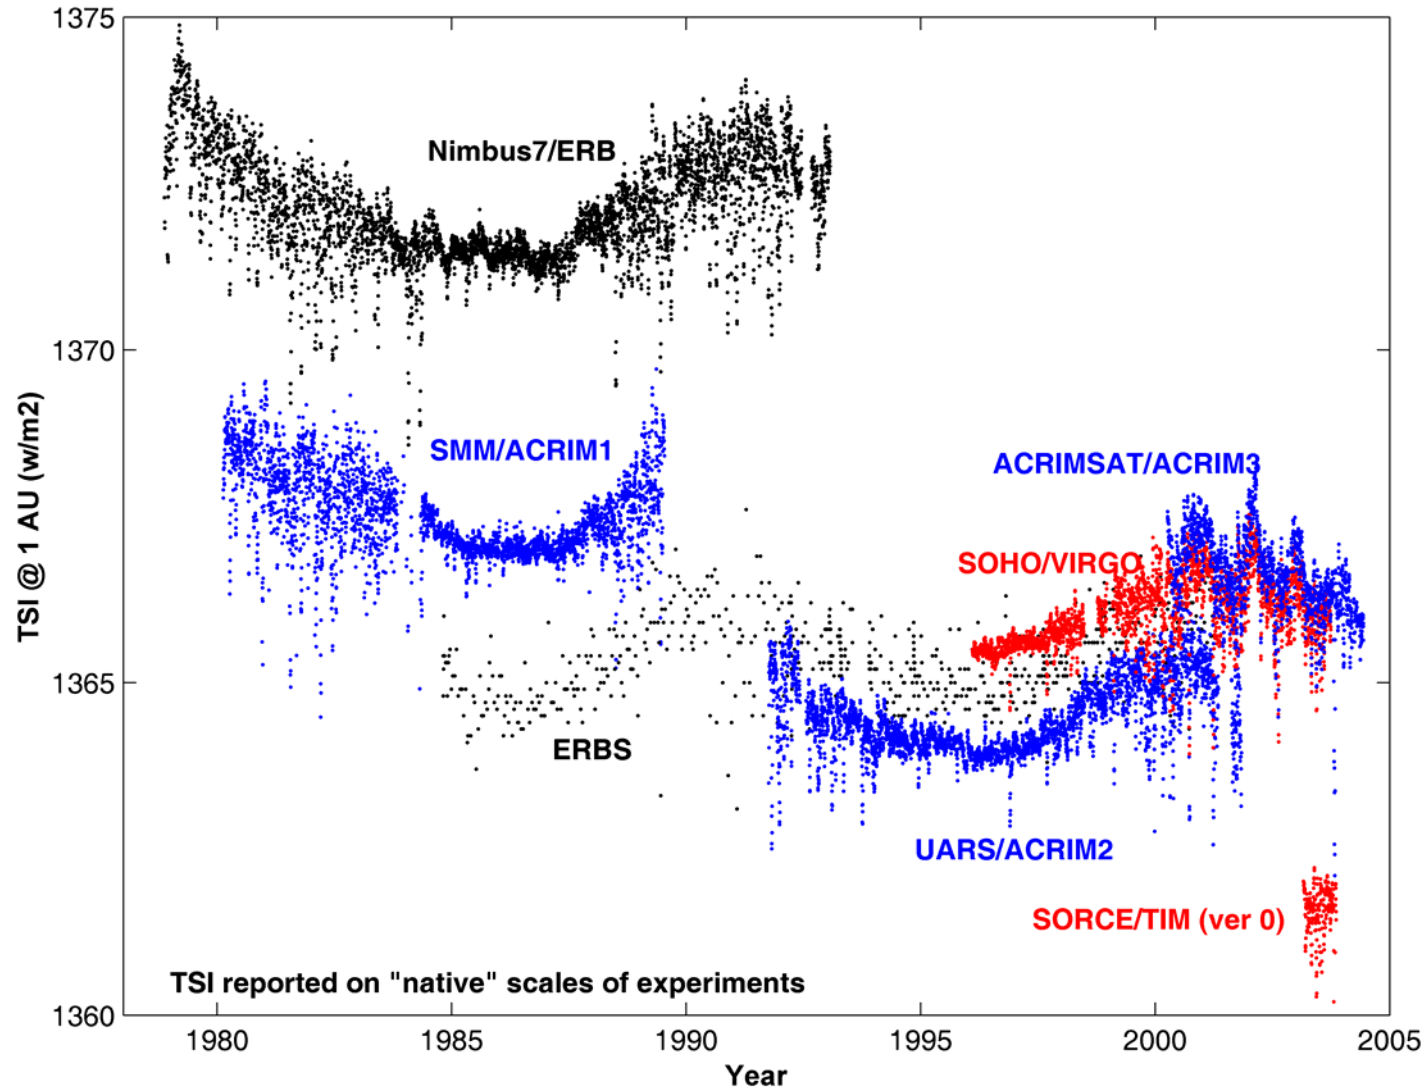 1375
Nimbus7/ERB
1370
SMM/ACRIM1
ACRIMSAT/ACRIM3
SOHO/VIRGO
1365
ERBS
UARS/ACRIM2
SORCE/TIM (ver 0)
TSI reported on "native" scales of experiments
1360
1980 1985 1990 1995 2000 2005
Year
TSI @ 1 AU (w/m2)